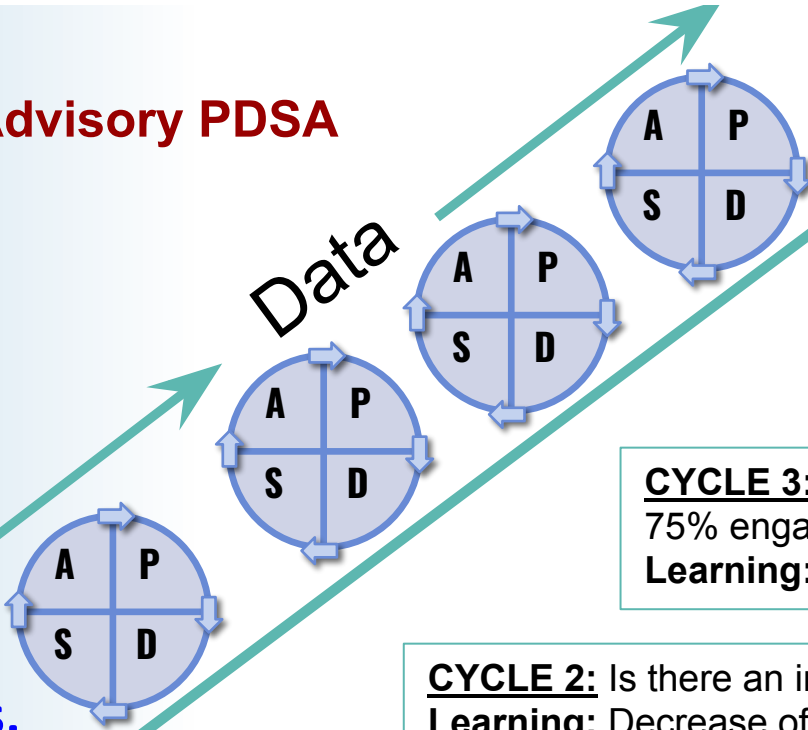 Advisory PDSA
Data
A P
S D
A P
S D
A P
S D
A P
S D
CYCLE 3:
75% enga
Learning:
CYCLE 2: Is there an i
Learning: Decrease of
s.